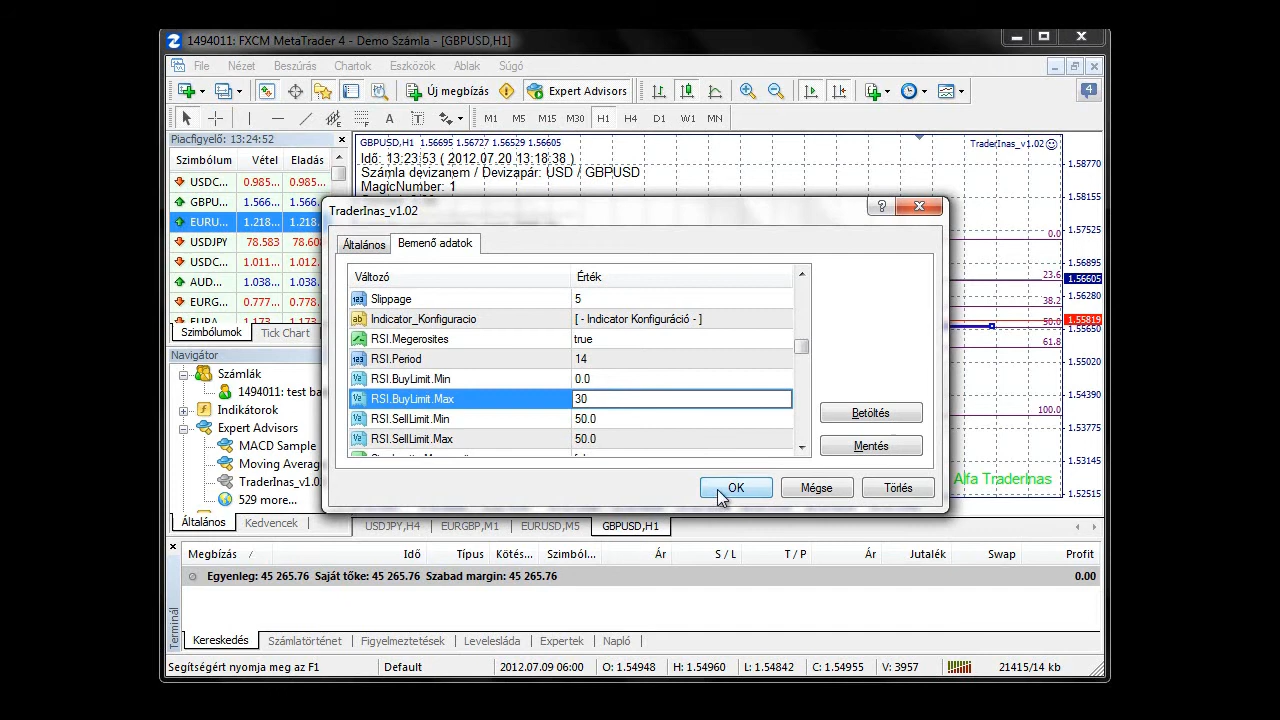 1494011: FXCM MetaTrader 4 - Demo Számla - [GBPUSD,H1]
File Nézet Beszúrás Chartok Eszközök Ablak Súgó
Új megbízás Expert Advisors 4
A T M1 M5 M15 M30 H1 H4 D1 W1 MN
Piacfigyelő: 13:24:52
Szimbólum Vétel Eladás
USDC... 0.985... 0.985...
GBPU... 1.566... 1.566...
EURU... 1.218... 1.218...
USDJPY 78.583 78.608
USDC... 1.011... 1.011...
AUD... 1.038... 1.038...
EURG... 0.777... 0.778...
EURA... 1.173... 1.173...
Szimbólumok Tick Chart
Navigátor
Számlák
1494011: test ba
Indikátorok
Expert Advisors
MACD Sample
Moving Averag
TraderInas_v1.0
529 more...
Általános Kedvencek
GBPUSD,H1 1.56695 1.56727 1.56529 1.56605
TraderInas_v1.02
Idő: 13:23:53 ( 2012.07.20 13:18:38 )
Számla devizanem / Devizapár: USD / GBPUSD
MagicNumber: 1
1.58770
1.58155
1.57525
1.56895
1.56605
1.56280
1.55819
1.55650
1.55020
1.54390
1.53775
1.53145
1.52515
0.0
23.6
38.2
50.0
61.8
100.0
Alfa TraderInas
TraderInas_v1.02
Általános Bemenő adatok
Változó Érték
Slippage 5
Indicator_Konfiguracio [ - Indicator Konfiguráció - ]
RSI.Megerosites true
RSI.Period 14
RSI.BuyLimit.Min 0.0
RSI.BuyLimit.Max 30
RSI.SellLimit.Min 50.0
RSI.SellLimit.Max 50.0
Betöltés
Mentés
OK Mégse Törlés
USDJPY,H4 EURGBP,M1 EURUSD,M5 GBPUSD,H1
Megbízás / Idő Típus Kötés... Szimból... Ár S / L T / P Ár Jutalék Swap Profit
Egyenleg: 45 265.76 Saját tőke: 45 265.76 Szabad margin: 45 265.76 0.00
Terminál
Kereskedés Számlatörténet Figyelmeztetések Levelesláda Expertek Napló
Segítségért nyomja meg az F1 Default 2012.07.09 06:00 O: 1.54948 H: 1.54960 L: 1.54842 C: 1.54955 V: 3957 21415/14 kb